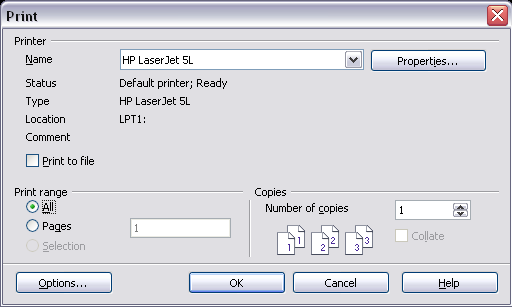 Print
Printer
Name HP LaserJet 5L Properties...
Status Default printer; Ready
Type HP LaserJet 5L
Location LPT1:
Comment
Print to file
Print range
All
Pages 1
Selection
Copies
Number of copies 1
1 1 2 2 3 3
Collate
Options... OK Cancel Help